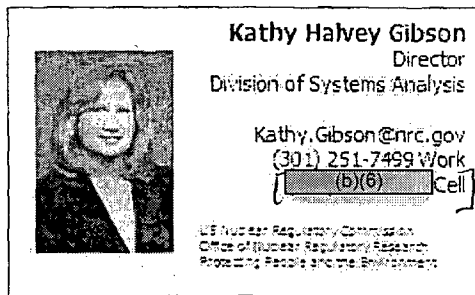 Kathy Halvey Gibson
Director
Division of Systems Analysis
Kathy.Gibson@nrc.gov
(301) 251-7499 Work
(b)(6) Cell
US Nuclear Regulatory Commission
Office of Nuclear Regulatory Research
Protecting People and the Environment